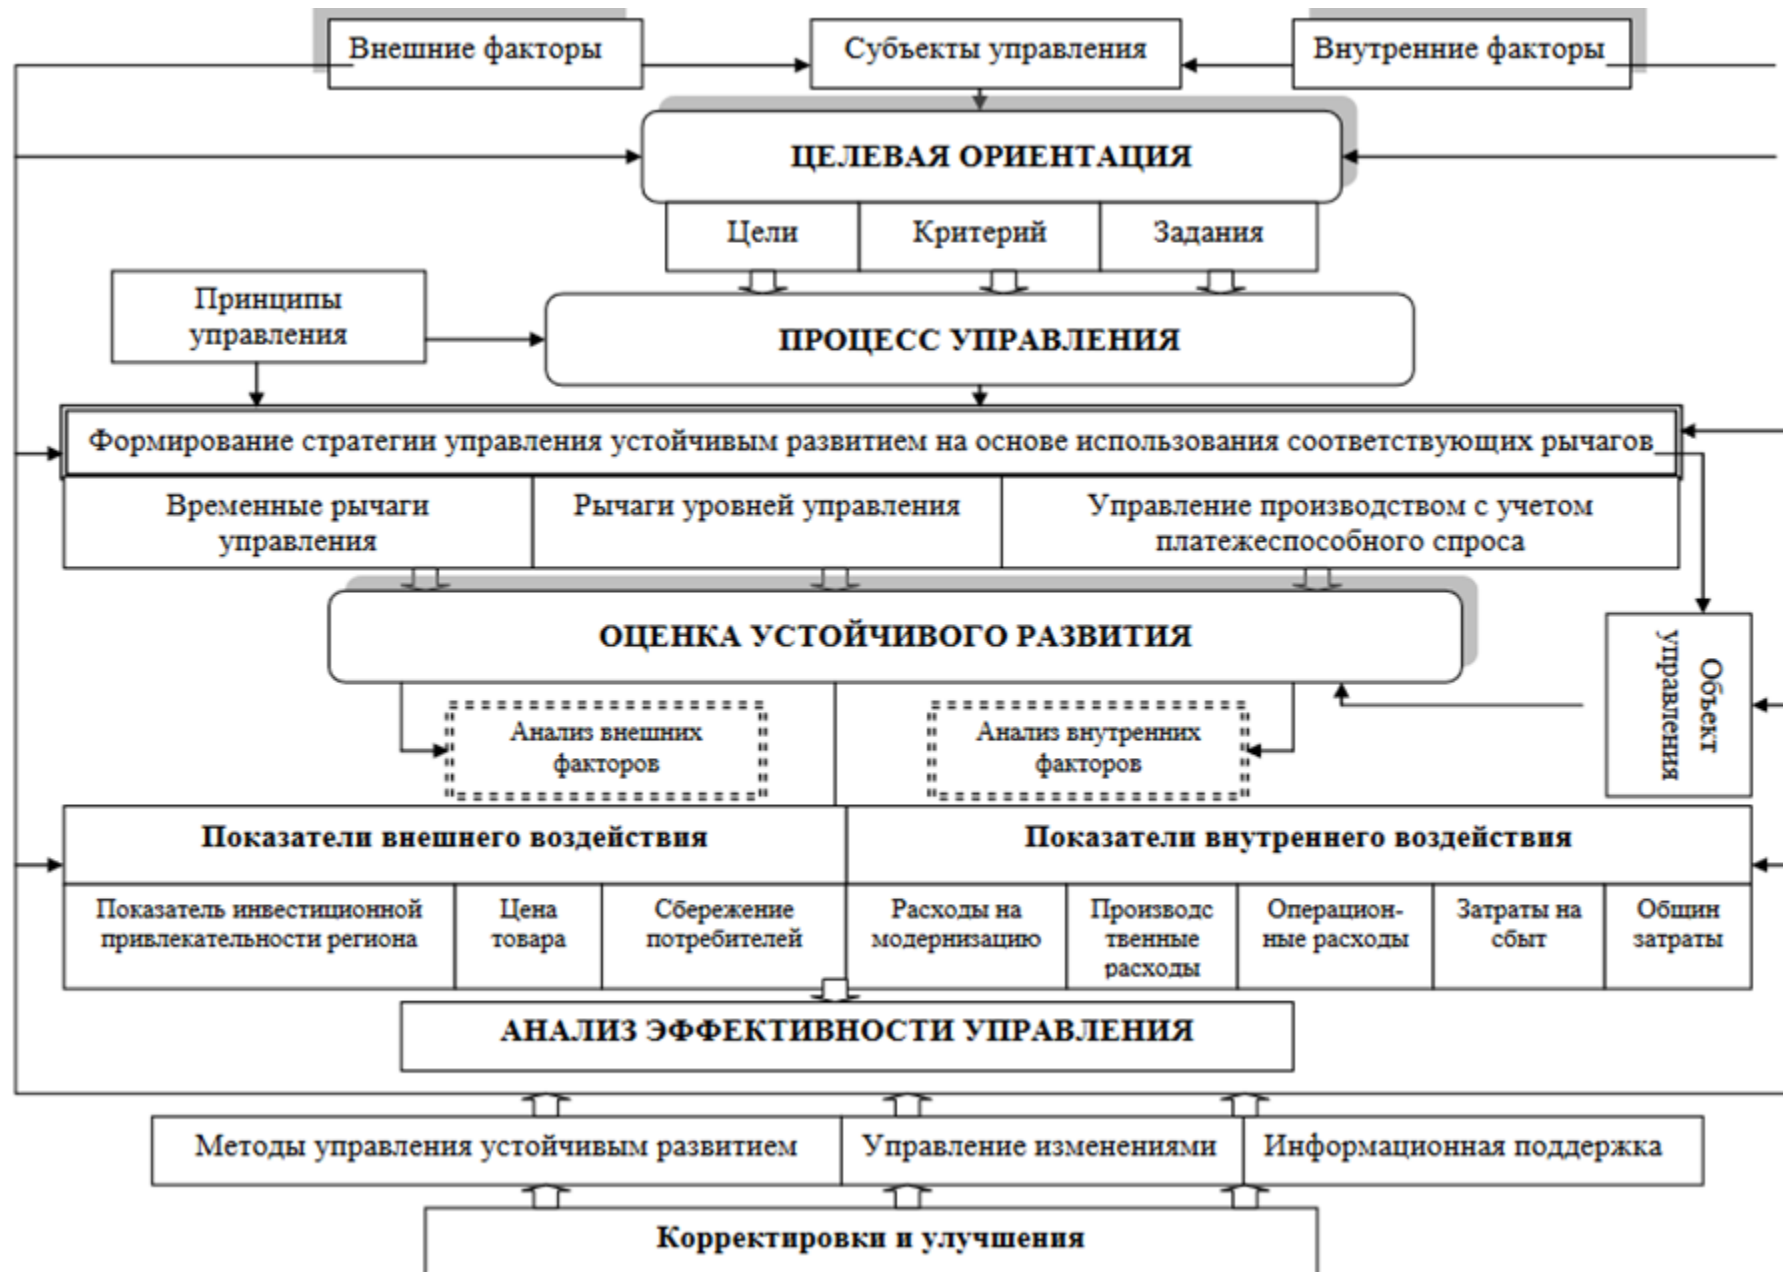 Внешние факторы
Субъекты управления
Внутренние факторы
ЦЕЛЕВАЯ ОРИЕНТАЦИЯ
Цели
Критерий
Задания
Принципы
управления
ПРОЦЕСС УПРАВЛЕНИЯ
Формирование стратегии управления устойчивым развитием на основе использования соответствующих рычагов
Временные рычаги
управления
Рычаги уровней управления
Управление производством с учетом
платежеспособного спроса
ОЦЕНКА УСТОЙЧИВОГО РАЗВИТИЯ
Объект
управления
Анализ внешних
факторов
Анализ внутренних
факторов
Показатели внешнего воздействия
Показатели внутреннего воздействия
Показатель инвестиционной
привлекательности региона
Цена
товара
Сбережение
потребителей
Расходы на
модернизацию
Производс
твенные
расходы
Операцион-
ные расходы
Затраты на
сбыт
Общин
затраты
АНАЛИЗ ЭФФЕКТИВНОСТИ УПРАВЛЕНИЯ
Методы управления устойчивым развитием
Управление изменениями
Информационная поддержка
Корректировки и улучшения